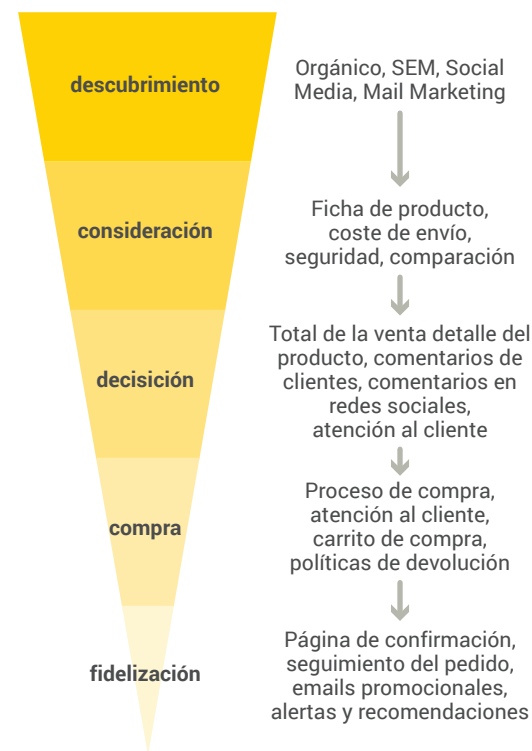 descubrimiento
Orgánico, SEM, Social
Media, Mail Marketing
consideración
Ficha de producto,
coste de envío,
seguridad, comparación
decisición
Total de la venta detalle del
producto, comentarios de
clientes, comentarios en
redes sociales,
atención al cliente
compra
Proceso de compra,
atención al cliente,
carrito de compra,
políticas de devolución
fidelización
Página de confirmación,
seguimiento del pedido,
emails promocionales,
alertas y recomendaciones